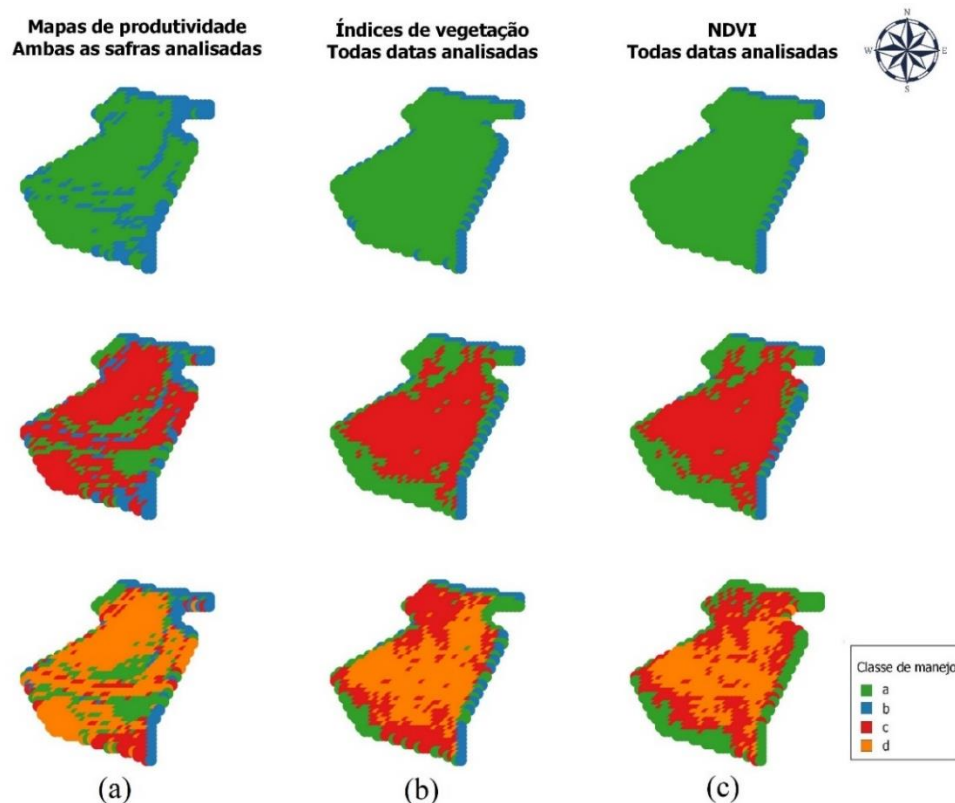 Mapas de produtividade
Ambas as safras analisadas
Índices de vegetação
Todas datas analisadas
NDVI
Todas datas analisadas
N
W
E
S
Classe de manejo
a
b
c
d
(a)
(b)
(c)